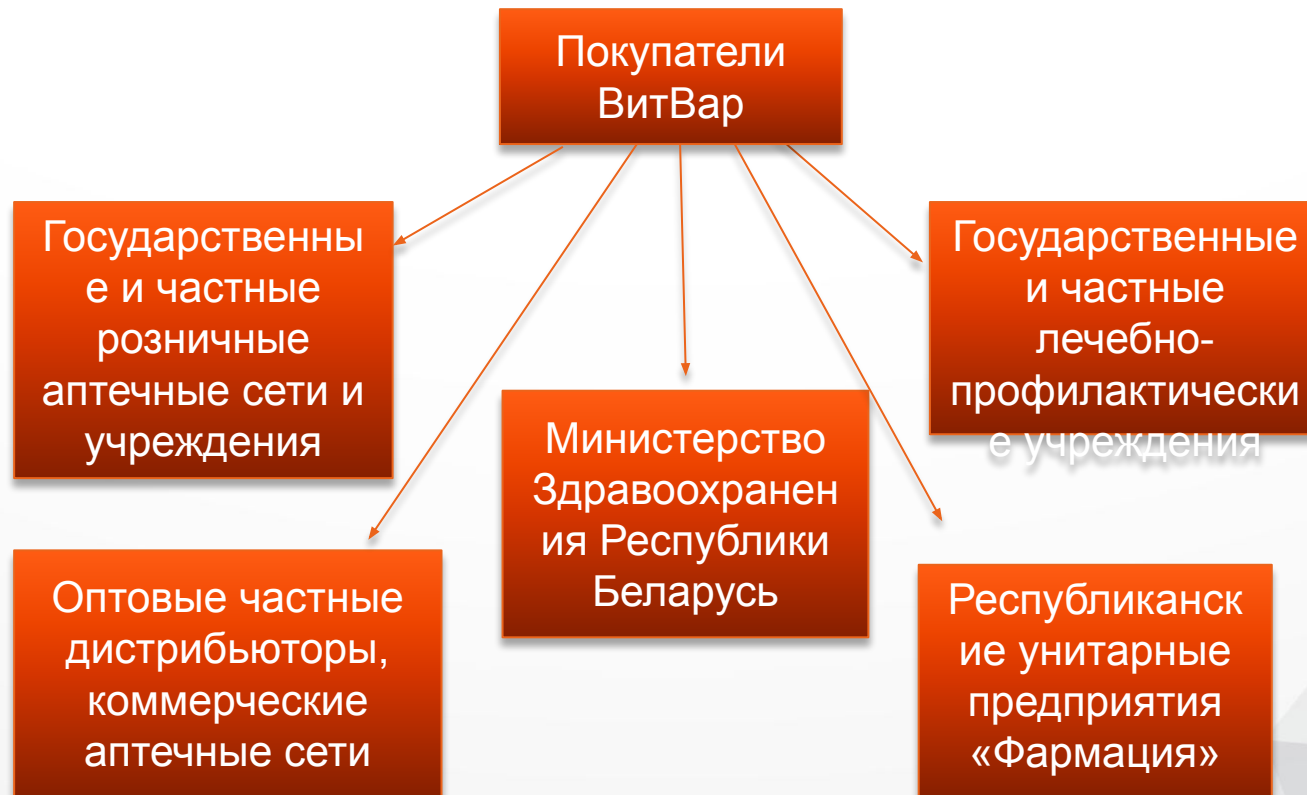 Покупатели
ВитВар
Государственны
е и частные
розничные
аптечные сети и
учреждения
Государственные
и частные
лечебно-
профилактически
е учреждения
Министерство
Здравоохранен
ия Республики
Беларусь
Оптовые частные
дистрибьюторы,
коммерческие
аптечные сети
Республиканск
ие унитарные
предприятия
«Фармация»